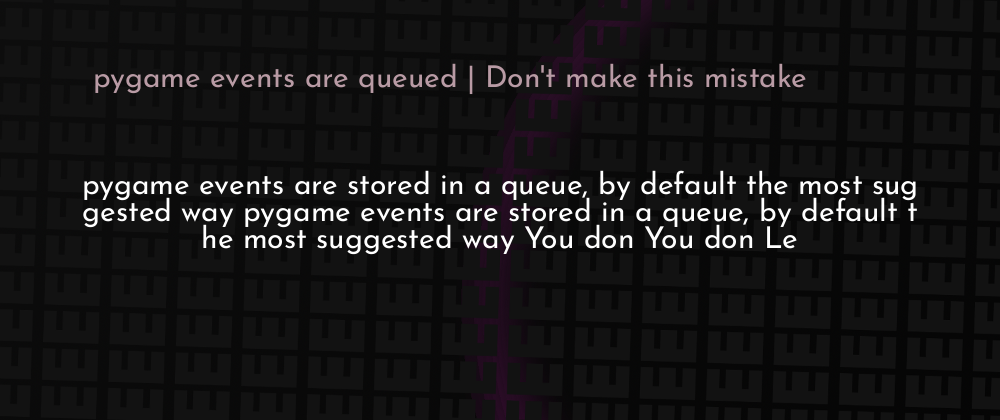 pygame events are queued | Don't make this mistake
pygame events are stored in a queue, by default the most sug
gested way pygame events are stored in a queue, by default t
he most suggested way You don You don Le